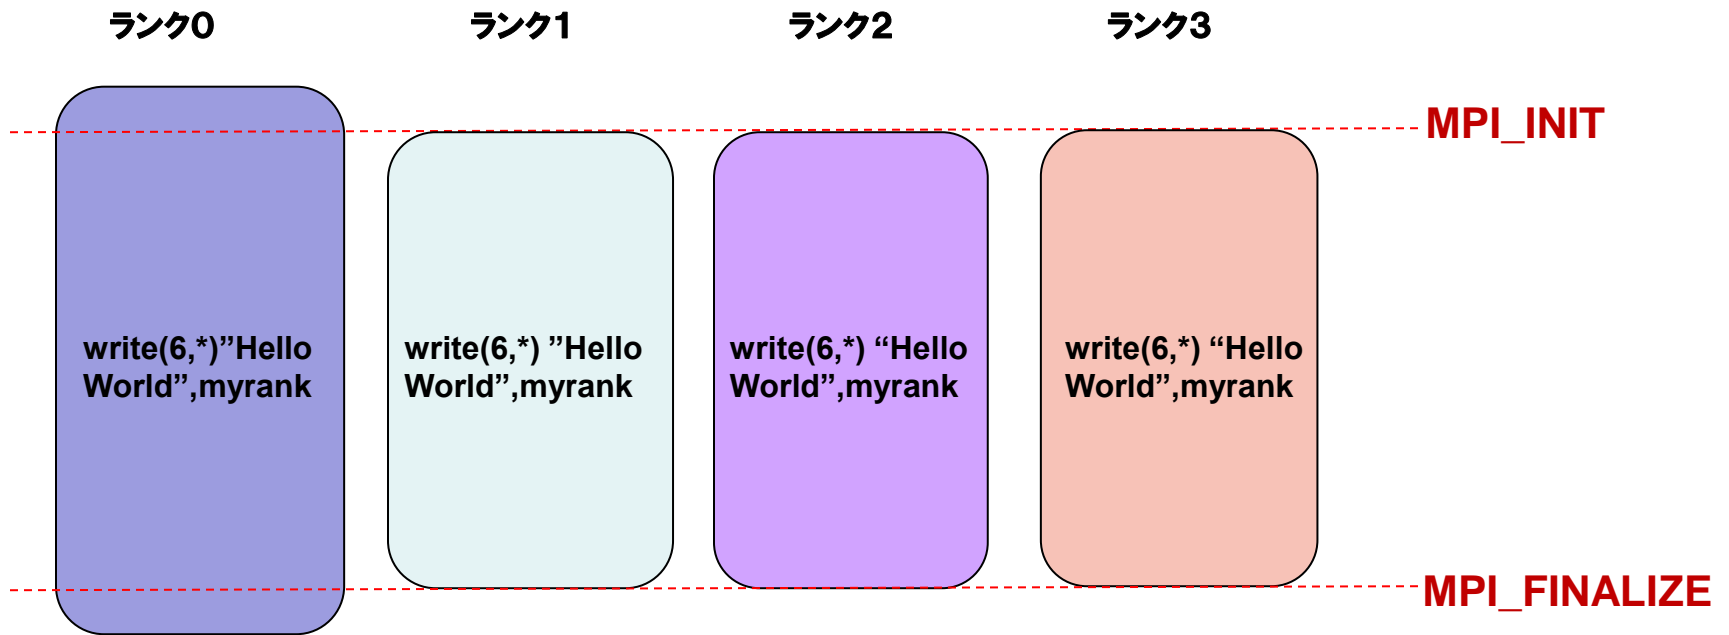 ランク0
ランク1
ランク2
ランク3
MPI_INIT
write(6,*)”Hello
World”,myrank
write(6,*) ”Hello
World”,myrank
write(6,*) “Hello
World”,myrank
write(6,*) “Hello
World”,myrank
MPI_FINALIZE